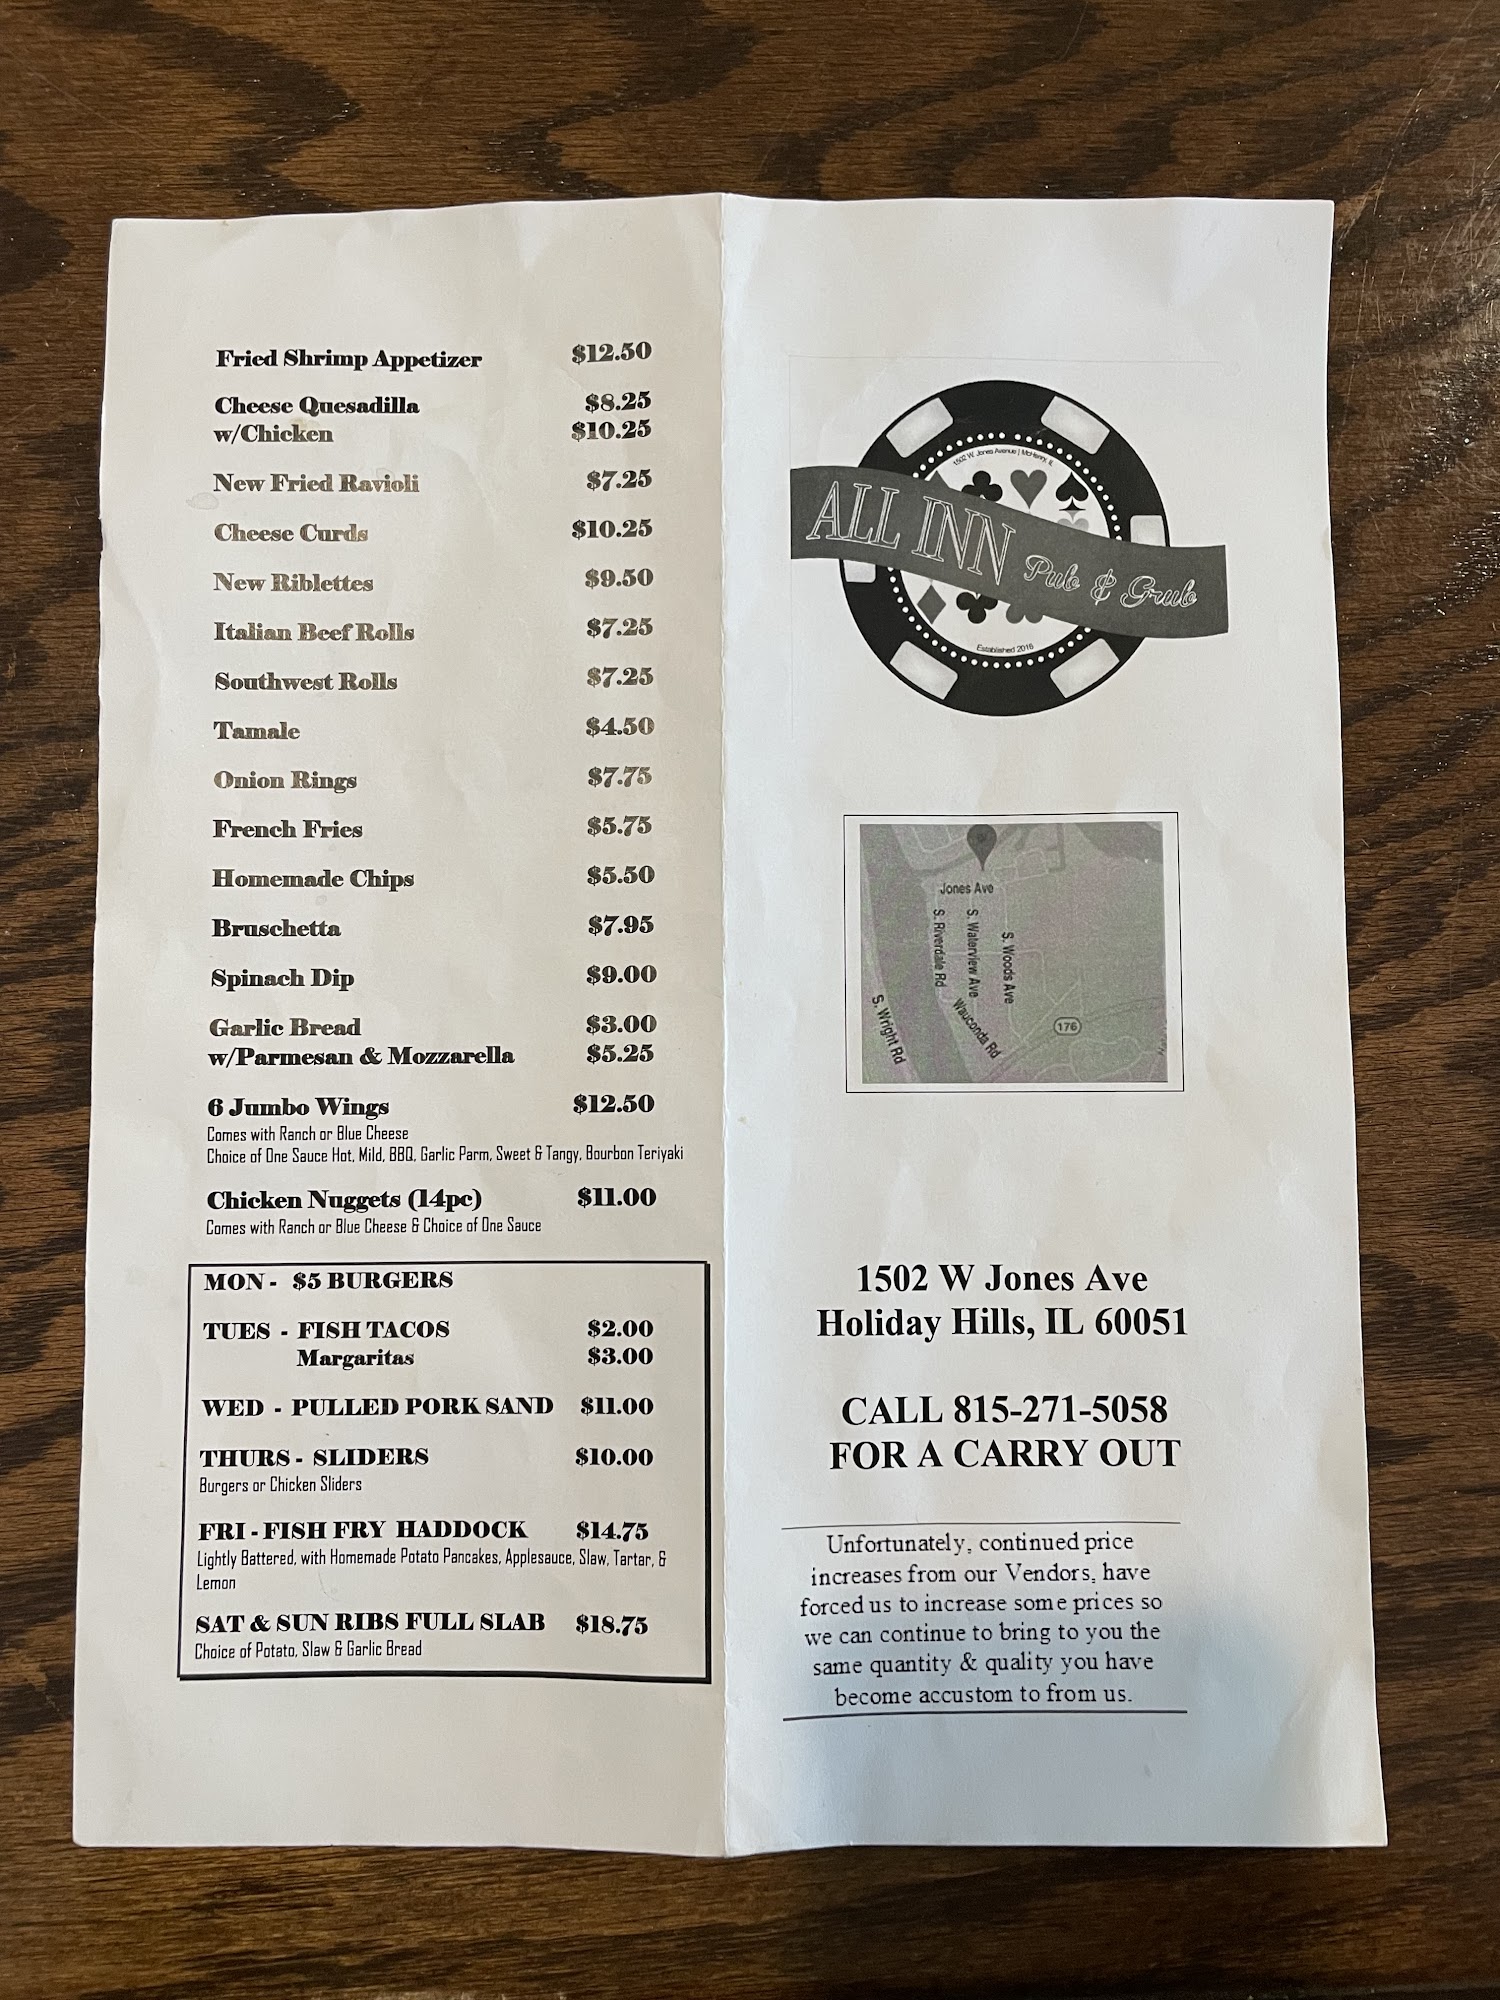 Fried Shrimp Appetizer $12.50
Cheese Quesadilla $8.25
w/Chicken $10.25
New Fried Ravioli $7.25
Cheese Curds $10.25
New Riblettes $9.50
Italian Beef Rolls $7.25
Southwest Rolls $7.25
Tamale $4.50
Onion Rings $7.75
French Fries $5.75
Homemade Chips $5.50
Bruschetta $7.95
Spinach Dip $9.00
Garlic Bread $3.00
w/Parmesan & Mozzarella $5.25
6 Jumbo Wings $12.50
Comes with Ranch or Blue Cheese
Choice of One Sauce Hot, Mild, BBQ, Garlic Parm, Sweet & Tangy, Bourbon Teriyaki
Chicken Nuggets (14pc) $11.00
Comes with Ranch or Blue Cheese & Choice of One Sauce
MON - $5 BURGERS
TUES - FISH TACOS $2.00
Margaritas $3.00
WED - PULLED PORK SAND $11.00
THURS - SLIDERS $10.00
Burgers or Chicken Sliders
FRI - FISH FRY HADDOCK $14.75
Lightly Battered, with Homemade Potato Pancakes, Applesauce, Slaw, Tartar, &
Lemon
SAT & SUN RIBS FULL SLAB $18.75
Choice of Potato, Slaw & Garlic Bread
1502 W. Jones Avenue | McHenry, IL
ALL INN Pub & Grub
Established 2016
Jones Ave
S. Riverdale Rd
S. Waterview Ave
S. Woods Ave
S. Wright Rd
Wauconda Rd
176
1502 W Jones Ave
Holiday Hills, IL 60051
CALL 815-271-5058
FOR A CARRY OUT
Unfortunately, continued price
increases from our Vendors, have
forced us to increase some prices so
we can continue to bring to you the
same quantity & quality you have
become accustom to from us.